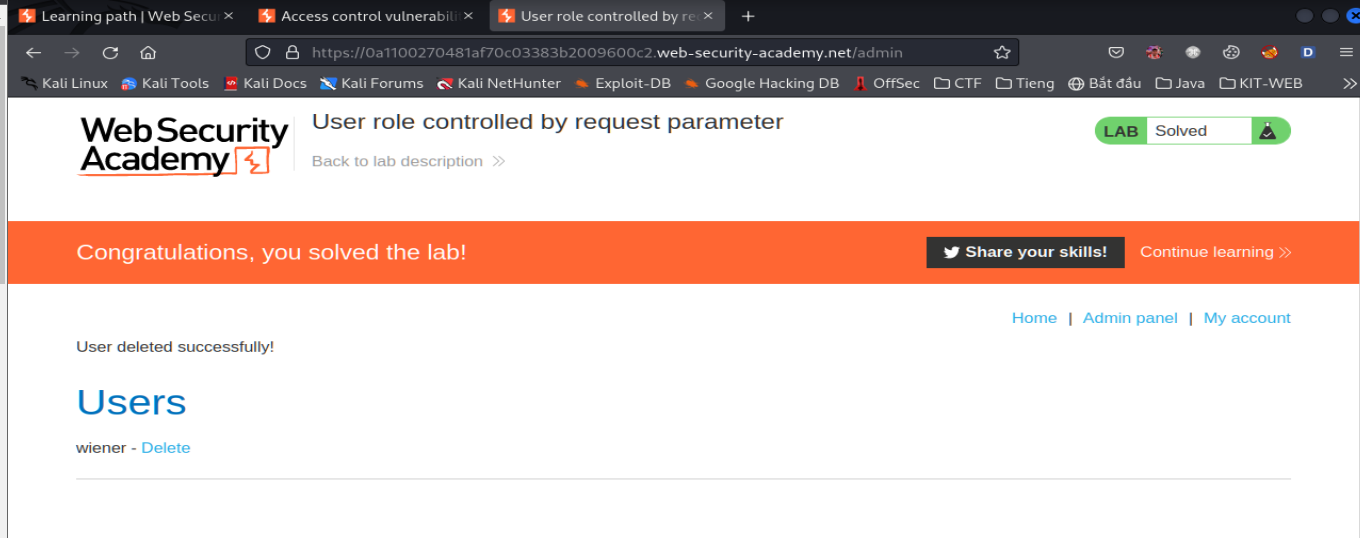 Learning path | Web Secur
Access control vulnerabili
User role controlled by re
https://0a1100270481af70c03383b2009600c2.web-security-academy.net/admin
Kali Linux Kali Tools Kali Docs Kali Forums Kali NetHunter Exploit-DB Google Hacking DB OffSec CTF Tieng Bắt đầu Java KIT-WEB
Web Security
Academy
User role controlled by request parameter
Back to lab description
LAB Solved
Congratulations, you solved the lab!
Share your skills!
Continue learning
Home | Admin panel | My account
User deleted successfully!
Users
wiener - Delete